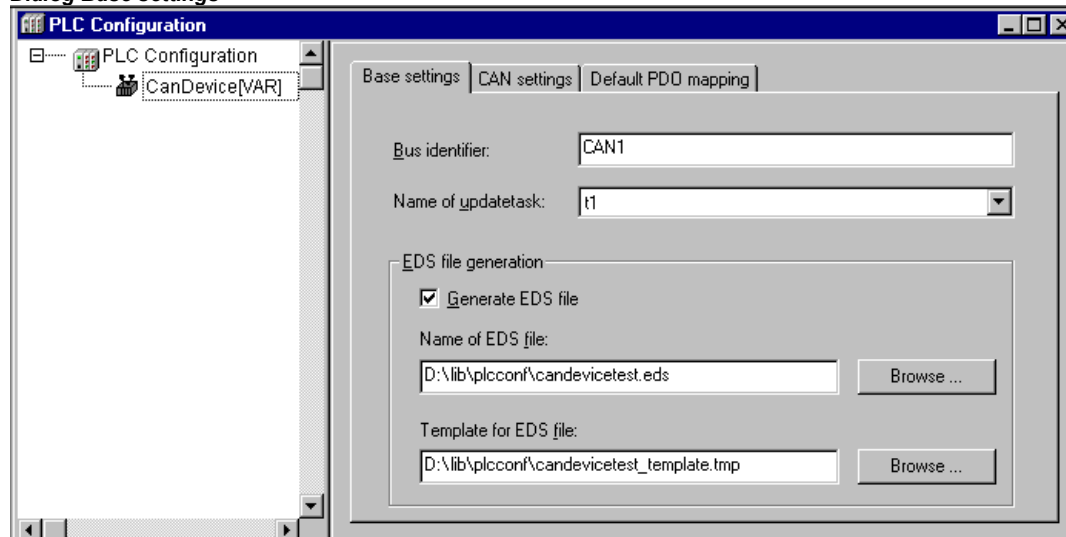 Dialog Base settings
PLC Configuration
PLC Configuration
CanDevice[VAR]
Base settings CAN settings Default PDO mapping
Bus identifier: CAN1
Name of updatetask: t1
EDS file generation
Generate EDS file
Name of EDS file:
D:\lib\plcconf\candevicetest.eds Browse ...
Template for EDS file:
D:\lib\plcconf\candevicetest_template.tmp Browse ...